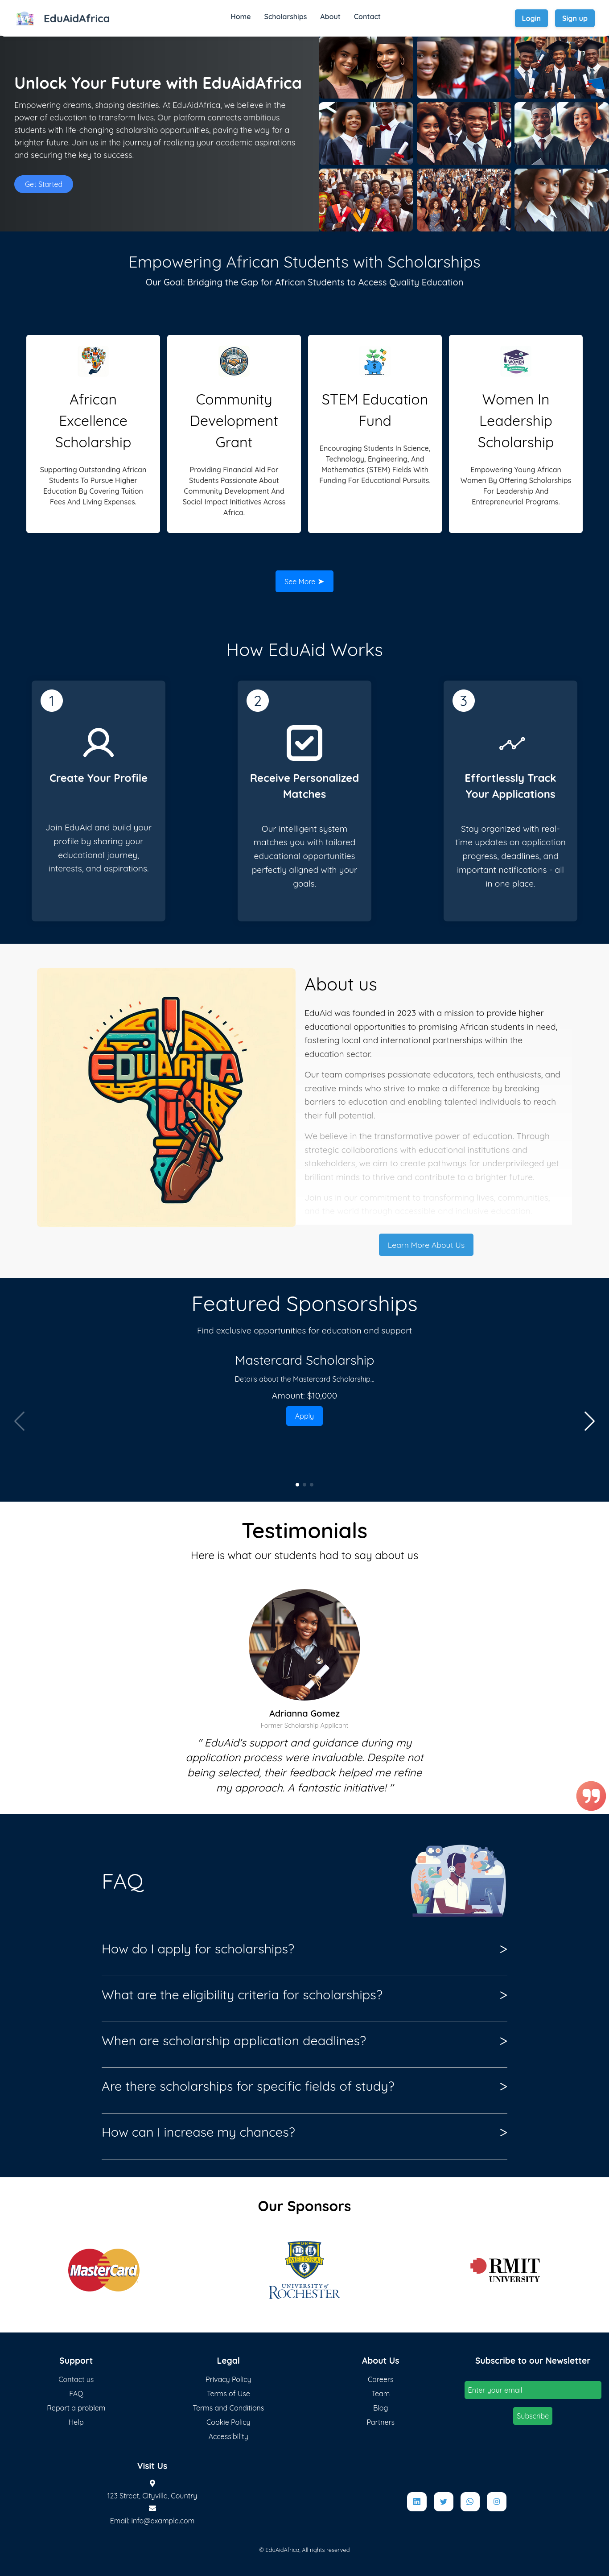 EduAidAfrica
Home Scholarships About Contact
Login Sign up
Unlock Your Future with EduAidAfrica
Empowering dreams, shaping destinies. At EduAidAfrica, we believe in the
power of education to transform lives. Our platform connects ambitious
students with life-changing scholarship opportunities, paving the way for a
brighter future. Join us in the journey of realizing your academic aspirations
and securing the key to success.
Get Started
Empowering African Students with Scholarships
Our Goal: Bridging the Gap for African Students to Access Quality Education
African
Excellence
Scholarship
Supporting Outstanding African
Students To Pursue Higher
Education By Covering Tuition
Fees And Living Expenses.
Community
Development
Grant
Providing Financial Aid For
Students Passionate About
Community Development And
Social Impact Initiatives Across
Africa.
STEM Education
Fund
Encouraging Students In Science,
Technology, Engineering, And
Mathematics (STEM) Fields With
Funding For Educational Pursuits.
Women In
Leadership
Scholarship
Empowering Young African
Women By Offering Scholarships
For Leadership And
Entrepreneurial Programs.
See More ➤
How EduAid Works
1
Create Your Profile
Join EduAid and build your
profile by sharing your
educational journey,
interests, and aspirations.
2
Receive Personalized
Matches
Our intelligent system
matches you with tailored
educational opportunities
perfectly aligned with your
goals.
3
Effortlessly Track
Your Applications
Stay organized with real-
time updates on application
progress, deadlines, and
important notifications - all
in one place.
EDUARICA
About us
EduAid was founded in 2023 with a mission to provide higher
educational opportunities to promising African students in need,
fostering local and international partnerships within the
education sector.
Our team comprises passionate educators, tech enthusiasts, and
creative minds who strive to make a difference by breaking
barriers to education and enabling talented individuals to reach
their full potential.
We believe in the transformative power of education. Through
strategic collaborations with educational institutions and
stakeholders, we aim to create pathways for underprivileged yet
brilliant minds to thrive and contribute to a brighter future.
Join us in our commitment to transforming lives, communities,
Learn More About Us
Featured Sponsorships
Find exclusive opportunities for education and support
Mastercard Scholarship
Details about the Mastercard Scholarship...
Amount: $10,000
Apply
Testimonials
Here is what our students had to say about us
Adrianna Gomez
Former Scholarship Applicant
" EduAid's support and guidance during my
application process were invaluable. Despite not
being selected, their feedback helped me refine
my approach. A fantastic initiative! "
FAQ
How do I apply for scholarships? >
What are the eligibility criteria for scholarships? >
When are scholarship application deadlines? >
Are there scholarships for specific fields of study? >
How can I increase my chances? >
Our Sponsors
MasterCard
MELIORA
UNIVERSITY of
ROCHESTER
RMIT
UNIVERSITY
Support
Contact us
FAQ
Report a problem
Help
Legal
Privacy Policy
Terms of Use
Terms and Conditions
Cookie Policy
Accessibility
About Us
Careers
Team
Blog
Partners
Subscribe to our Newsletter
Enter your email
Subscribe
Visit Us
123 Street, Cityville, Country
Email: info@example.com
© EduAidAfrica, All rights reserved